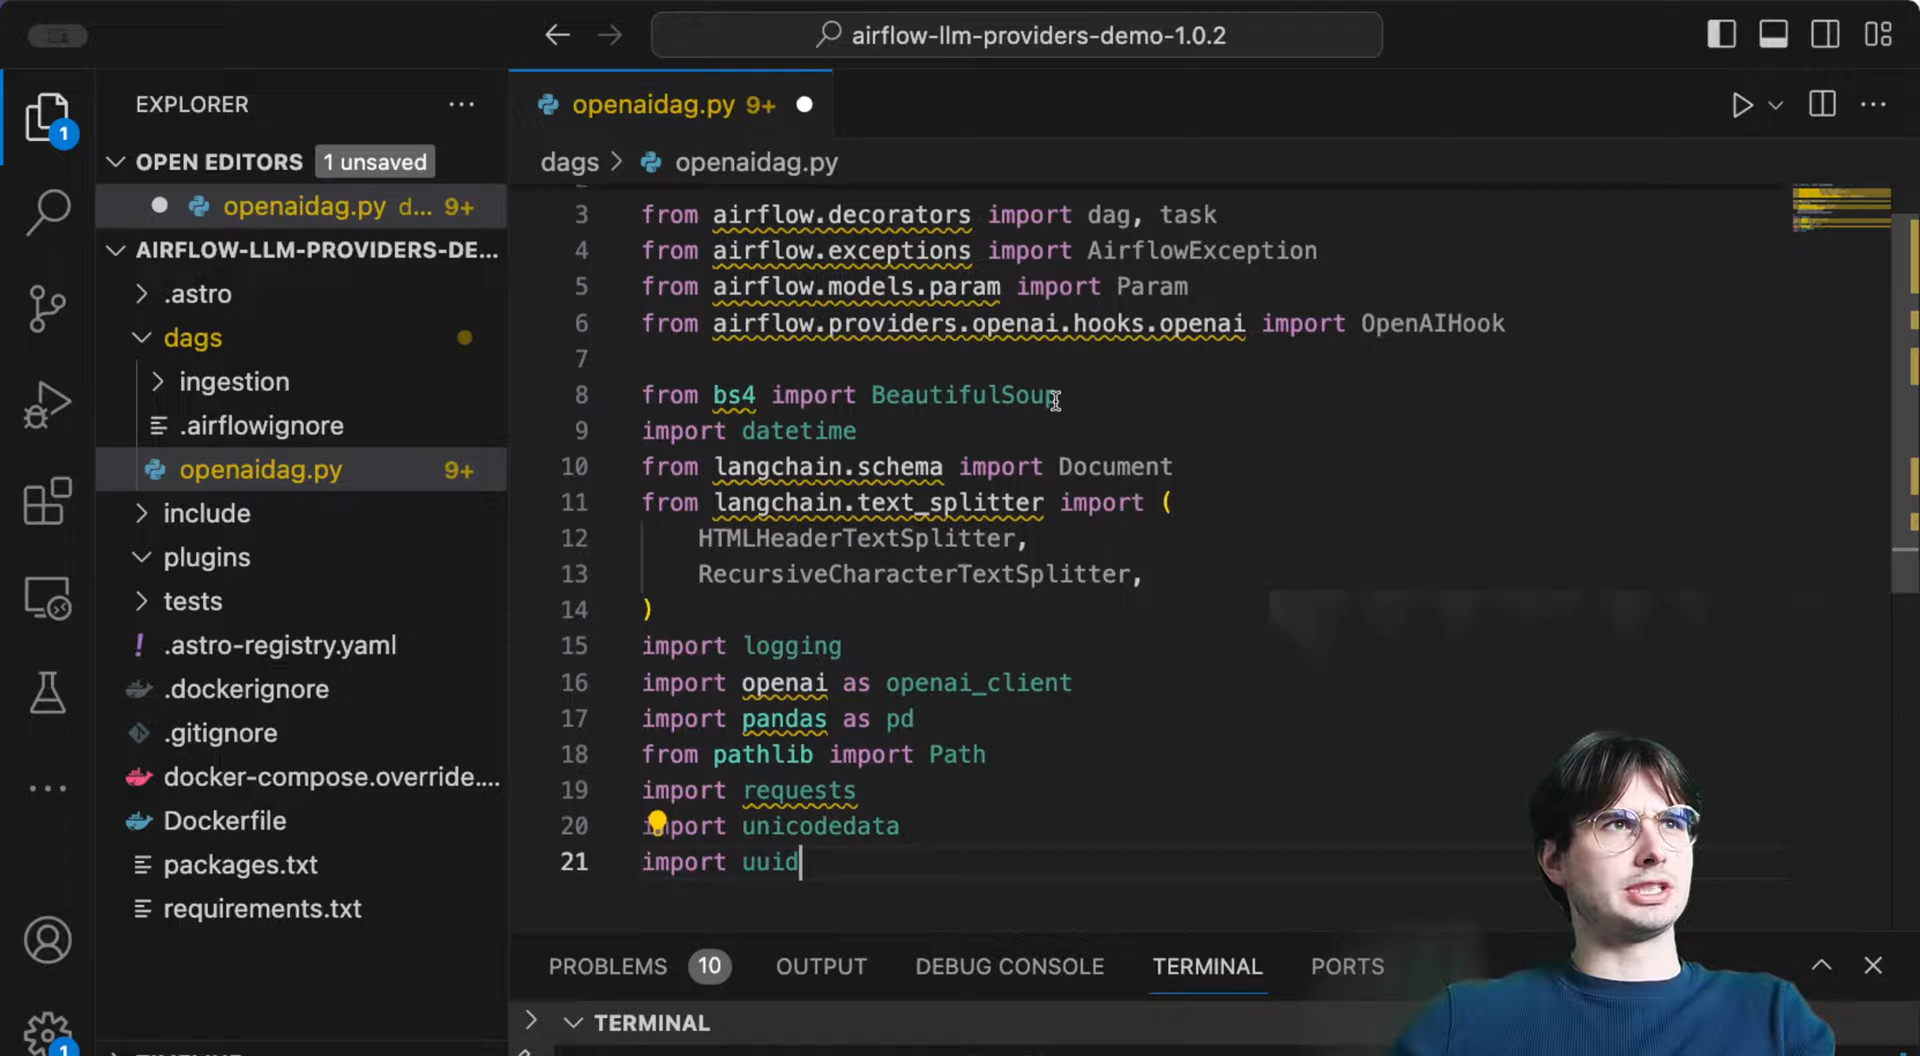 airflow-llm-providers-demo-1.0.2
EXPLORER
1
OPEN EDITORS 1 unsaved
openaidag.py d... 9+
AIRFLOW-LLM-PROVIDERS-DE...
.astro
dags
ingestion
.airflowignore
openaidag.py 9+
include
plugins
tests
.astro-registry.yaml
.dockerignore
.gitignore
docker-compose.override....
Dockerfile
packages.txt
requirements.txt
1
openaidag.py 9+
dags > openaidag.py
3 from airflow.decorators import dag, task
4 from airflow.exceptions import AirflowException
5 from airflow.models.param import Param
6 from airflow.providers.openai.hooks.openai import OpenAIHook
7
8 from bs4 import BeautifulSoup
9 import datetime
10 from langchain.schema import Document
11 from langchain.text_splitter import (
12 HTMLHeaderTextSplitter,
13 RecursiveCharacterTextSplitter,
14 )
15 import logging
16 import openai as openai_client
17 import pandas as pd
18 from pathlib import Path
19 import requests
20 import unicodedata
21 import uuid
PROBLEMS 10 OUTPUT DEBUG CONSOLE TERMINAL PORTS
TERMINAL